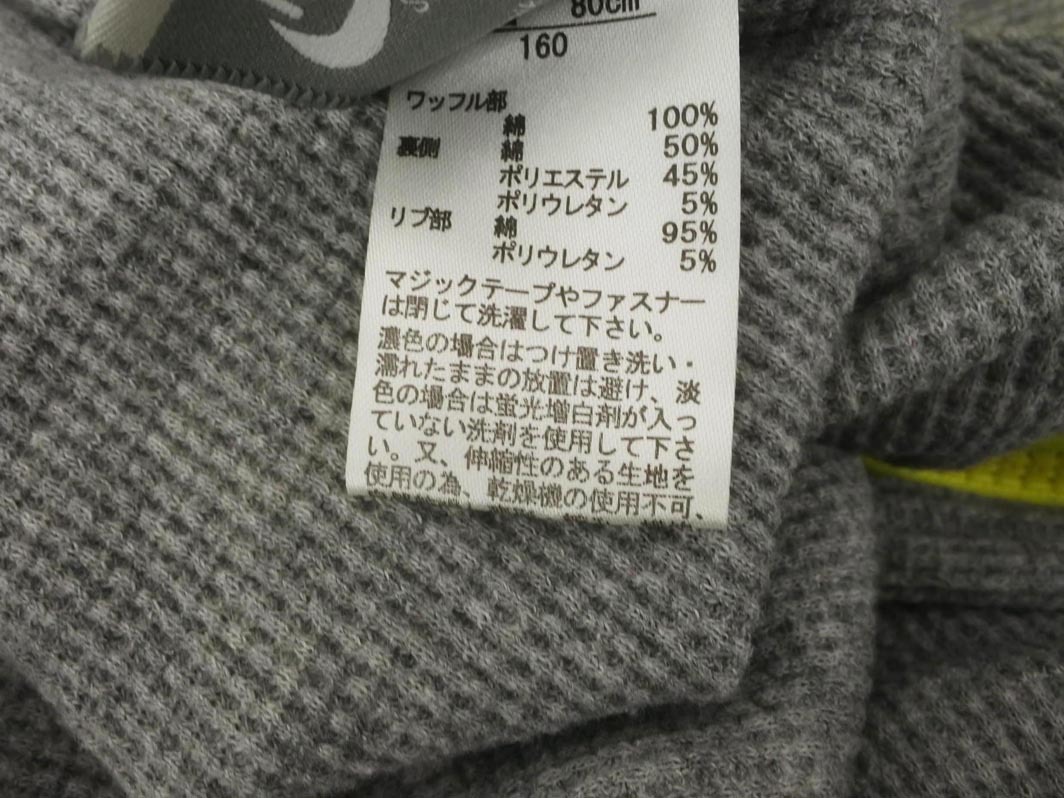 80cm
160
ワッフル部
綿 100%
裏側 綿 50%
ポリエステル 45%
ポリウレタン 5%
リブ部 綿 95%
ポリウレタン 5%
マジックテープやファスナー
は閉じて洗濯して下さい。
濃色の場合はつけ置き洗い・
濡れたままの放置は避け、淡
色の場合は蛍光増白剤が入っ
ていない洗剤を使用して下さ
い。又、伸縮性のある生地を
使用の為、乾燥機の使用不可、